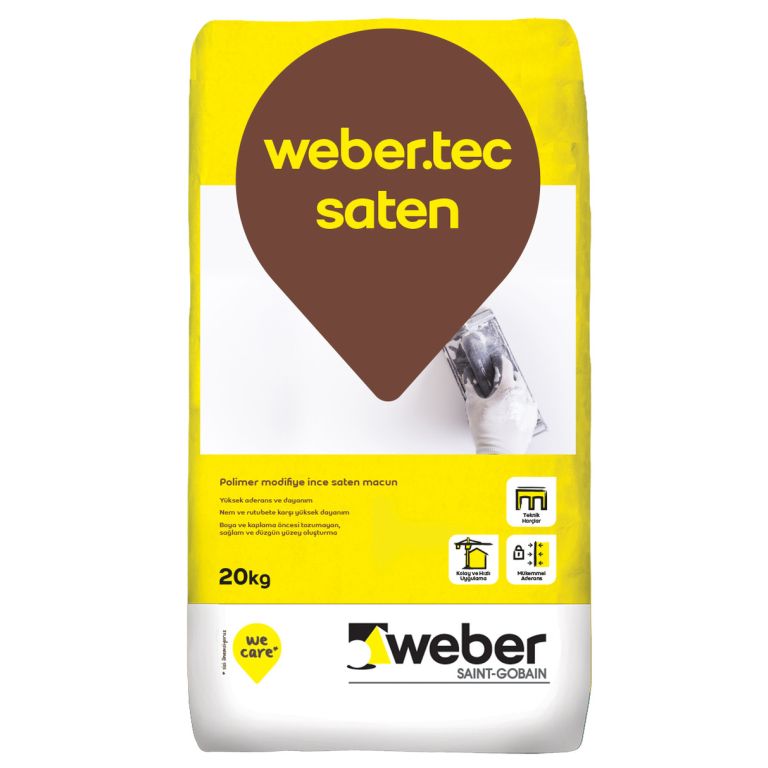 weber.tec
saten
Polimer modifiye ince saten macun
Yüksek aderans ve dayanım
Nem ve rutubete karşı yüksek dayanım
Boya ve kaplama öncesi tozumayan,
sağlam ve düzgün yüzey oluşturma
20kg
Teknik
Harçlar
Kolay ve Hızlı
Uygulama
Mükemmel
Aderans
we
care*
* sizi önemsiyoruz
weber
SAINT-GOBAIN